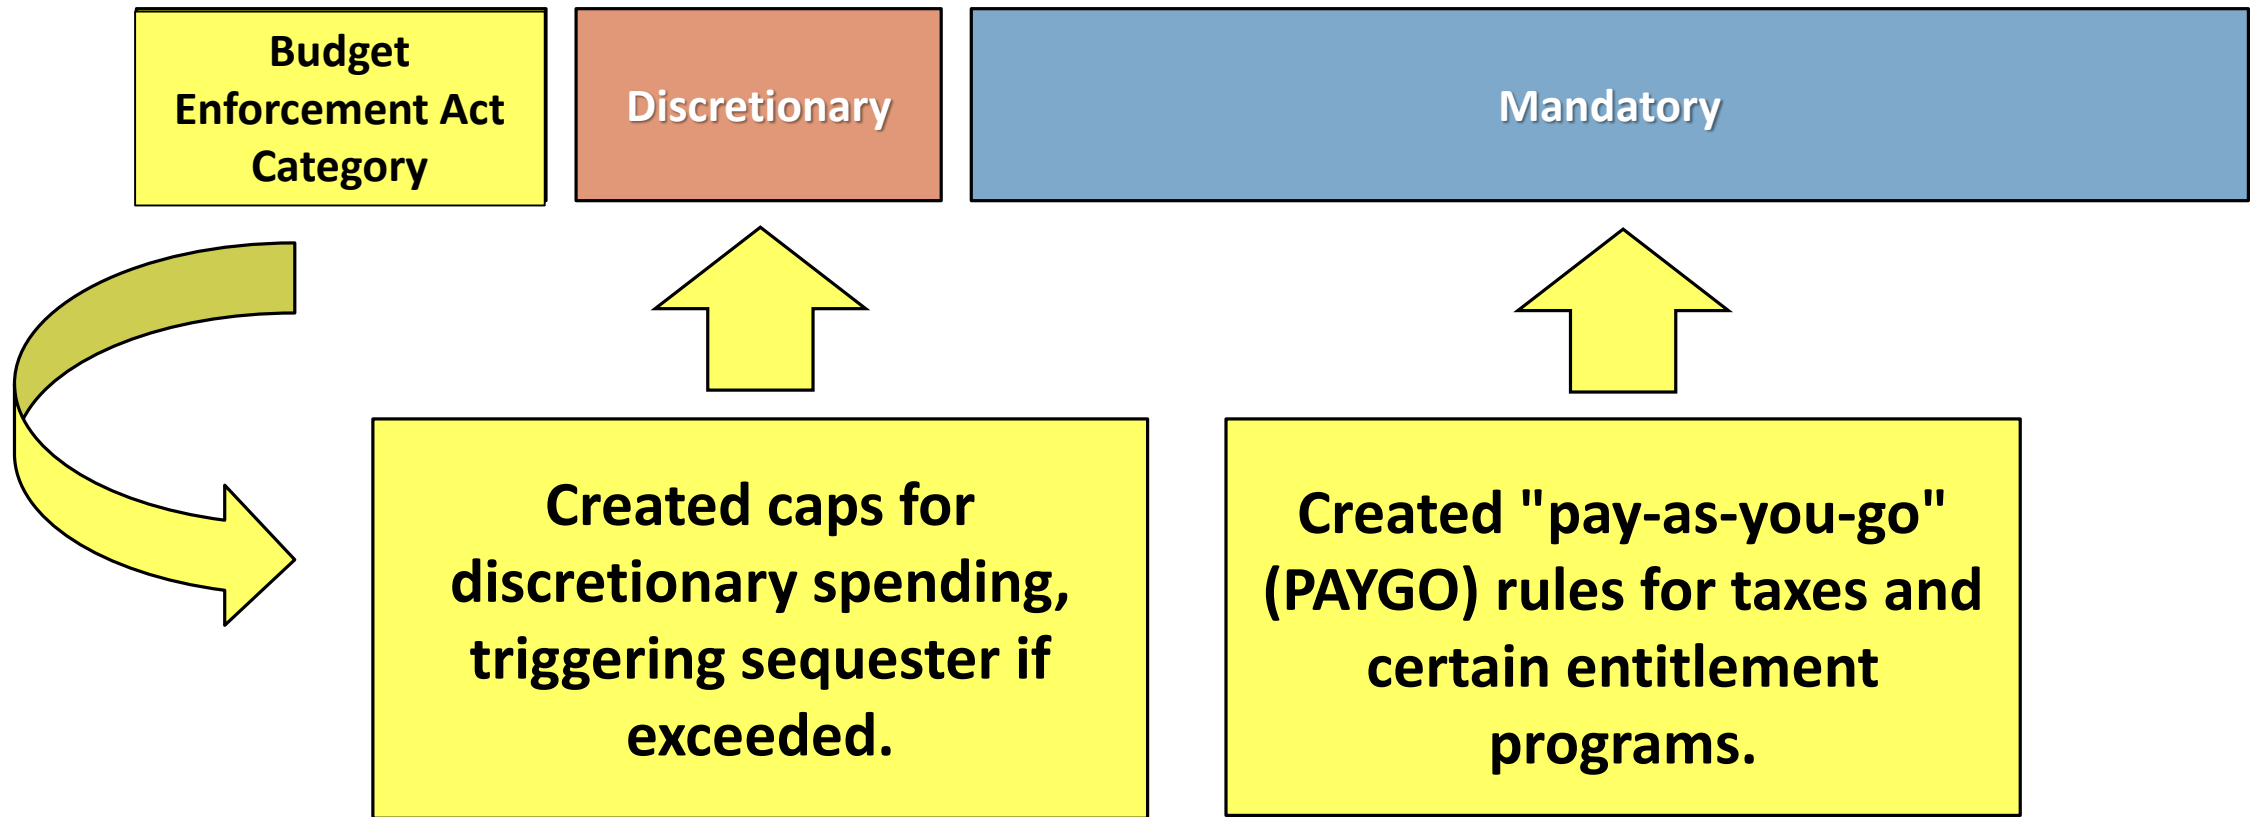 Budget
Enforcement Act
Category
Discretionary
Mandatory
Created caps for
discretionary spending,
triggering sequester if
exceeded.
Created "pay-as-you-go"
(PAYGO) rules for taxes and
certain entitlement
programs.